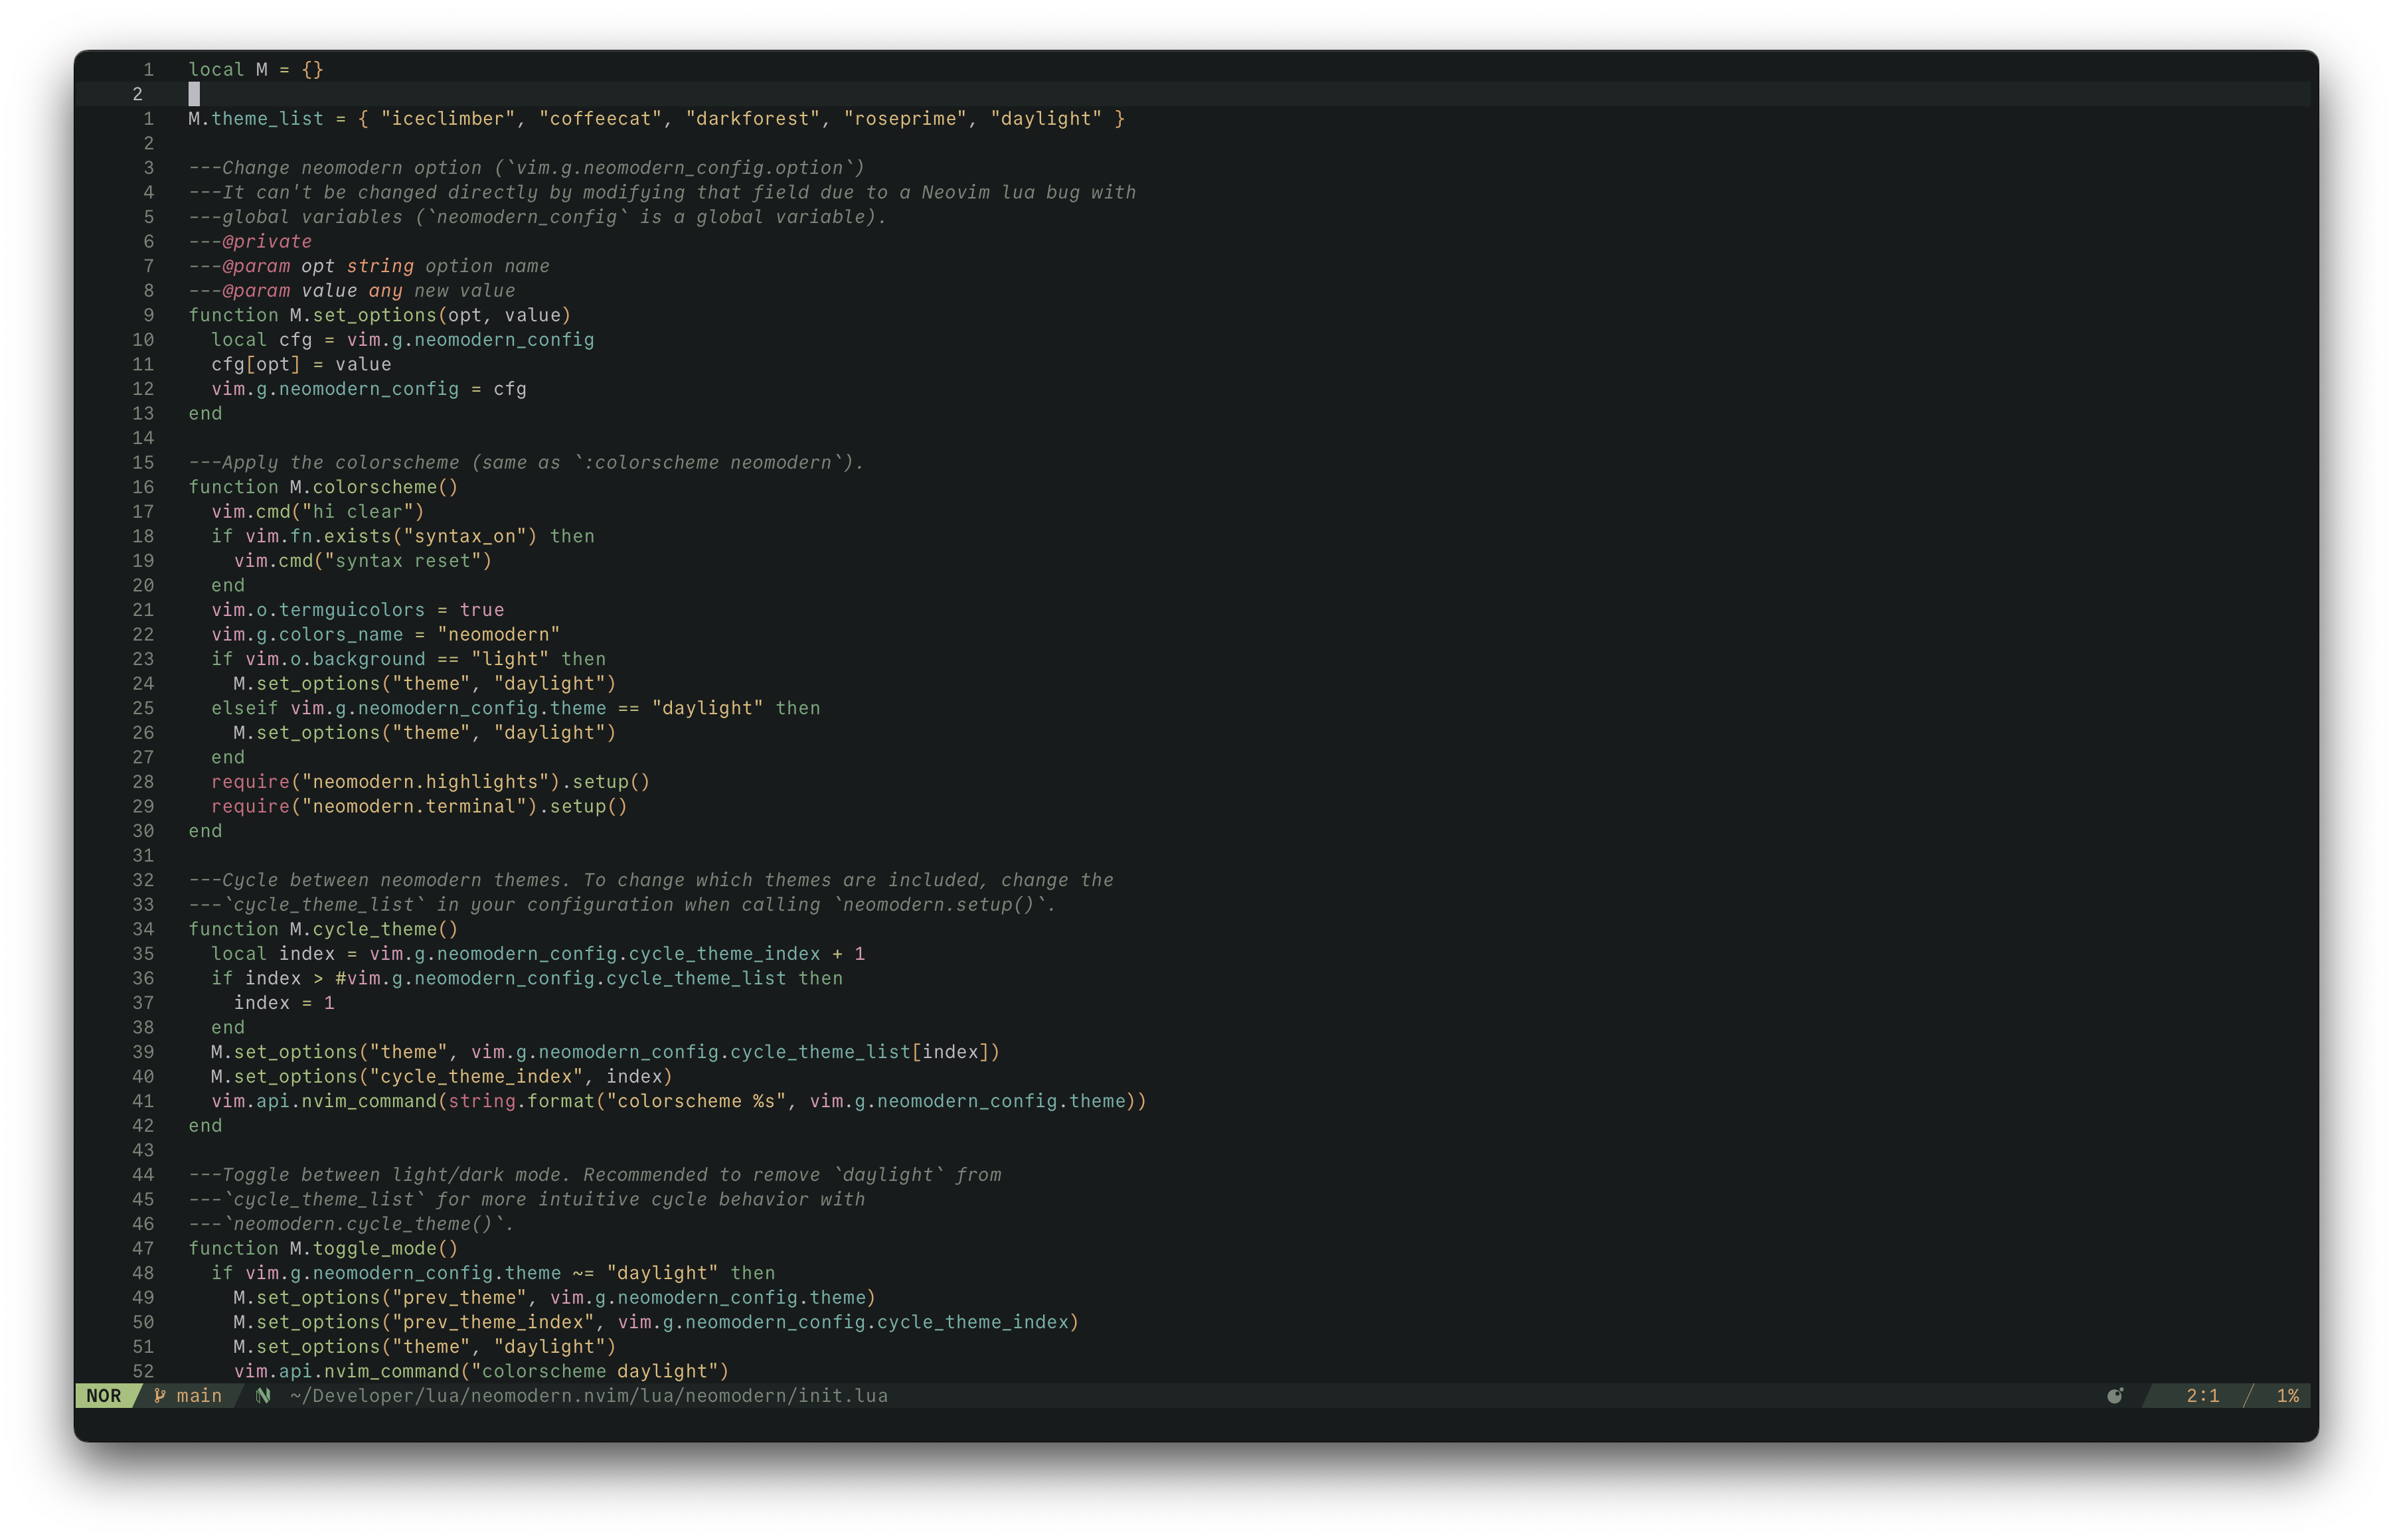 1 local M = {}
2
1 M.theme_list = { "iceclimber", "coffeecat", "darkforest", "roseprime", "daylight" }
2
3 ---Change neomodern option (`vim.g.neomodern_config.option`)
4 ---It can't be changed directly by modifying that field due to a Neovim lua bug with
5 ---global variables (`neomodern_config` is a global variable).
6 ---@private
7 ---@param opt string option name
8 ---@param value any new value
9 function M.set_options(opt, value)
10   local cfg = vim.g.neomodern_config
11   cfg[opt] = value
12   vim.g.neomodern_config = cfg
13 end
14
15 ---Apply the colorscheme (same as `:colorscheme neomodern`).
16 function M.colorscheme()
17   vim.cmd("hi clear")
18   if vim.fn.exists("syntax_on") then
19     vim.cmd("syntax reset")
20   end
21   vim.o.termguicolors = true
22   vim.g.colors_name = "neomodern"
23   if vim.o.background == "light" then
24     M.set_options("theme", "daylight")
25   elseif vim.g.neomodern_config.theme == "daylight" then
26     M.set_options("theme", "daylight")
27   end
28   require("neomodern.highlights").setup()
29   require("neomodern.terminal").setup()
30 end
31
32 ---Cycle between neomodern themes. To change which themes are included, change the
33 ---`cycle_theme_list` in your configuration when calling `neomodern.setup()`.
34 function M.cycle_theme()
35   local index = vim.g.neomodern_config.cycle_theme_index + 1
36   if index > #vim.g.neomodern_config.cycle_theme_list then
37     index = 1
38   end
39   M.set_options("theme", vim.g.neomodern_config.cycle_theme_list[index])
40   M.set_options("cycle_theme_index", index)
41   vim.api.nvim_command(string.format("colorscheme %s", vim.g.neomodern_config.theme))
42 end
43
44 ---Toggle between light/dark mode. Recommended to remove `daylight` from
45 ---`cycle_theme_list` for more intuitive cycle behavior with
46 ---`neomodern.cycle_theme()`.
47 function M.toggle_mode()
48   if vim.g.neomodern_config.theme ~= "daylight" then
49     M.set_options("prev_theme", vim.g.neomodern_config.theme)
50     M.set_options("prev_theme_index", vim.g.neomodern_config.cycle_theme_index)
51     M.set_options("theme", "daylight")
52     vim.api.nvim_command("colorscheme daylight")
NOR main ~/Developer/lua/neomodern.nvim/lua/neomodern/init.lua 2:1 1%